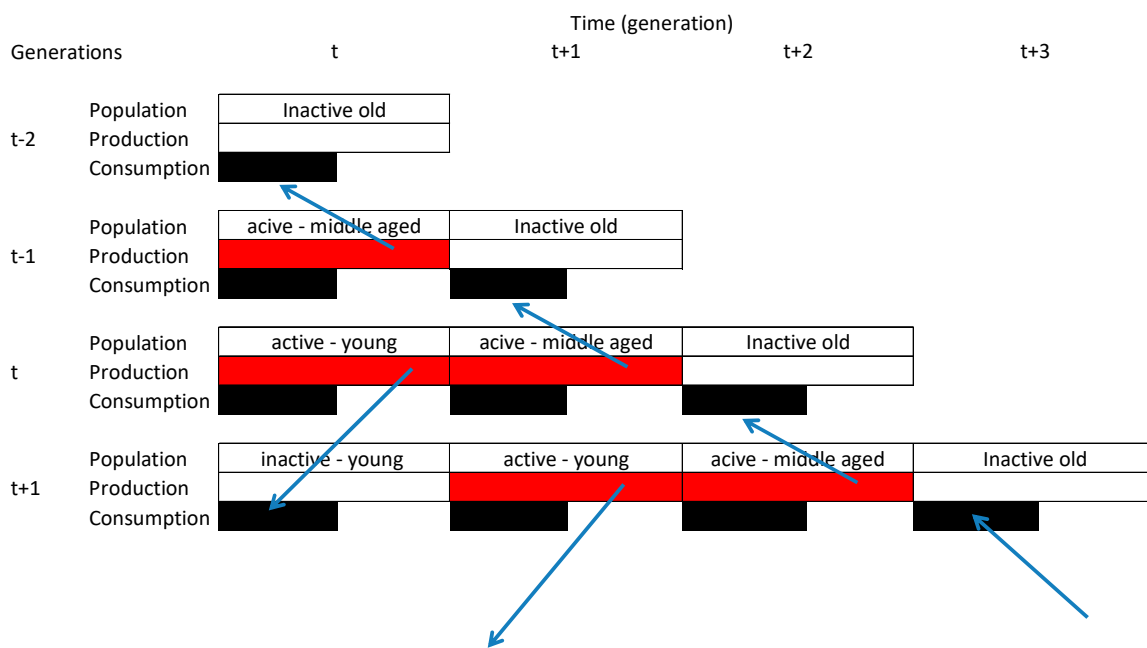 Time (generation)
Generations t t+1 t+2 t+3
Population Inactive old
t-2 Production
Consumption
Population acive - middle aged Inactive old
t-1 Production
Consumption
Population active - young acive - middle aged Inactive old
t Production
Consumption
Population inactive - young active - young acive - middle aged Inactive old
t+1 Production
Consumption